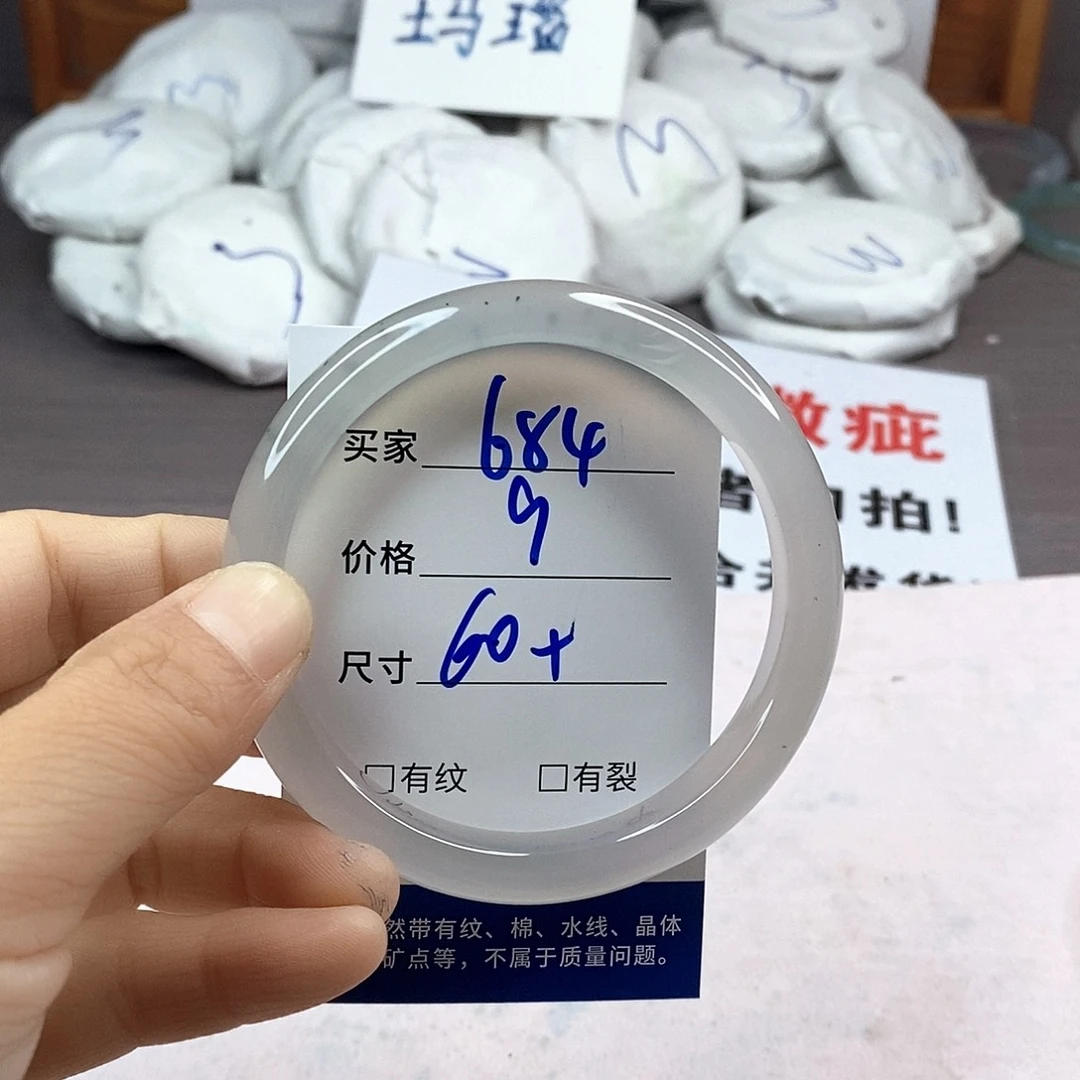 玛瑙
微疵
拍！
买家 684
价格 9
尺寸 60+
□有纹 □有裂
然带有纹、棉、水线、晶体
矿点等，不属于质量问题。